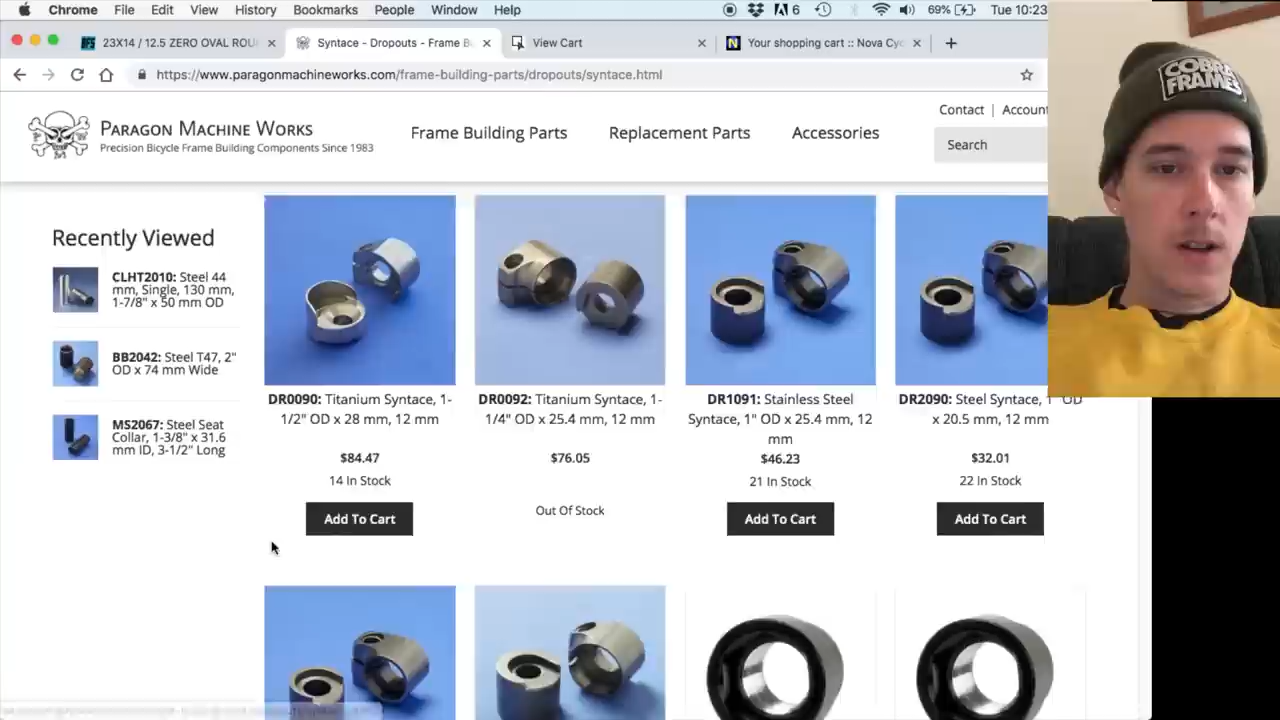 Chrome File Edit View History Bookmarks People Window Help 6 69% Tue 10:23
23X14 / 12.5 ZERO OVAL ROU Syntace - Dropouts - Frame B View Cart Your shopping cart :: Nova Cyc
https://www.paragonmachineworks.com/frame-building-parts/dropouts/syntace.html
Contact | Account
PARAGON MACHINE WORKS
Precision Bicycle Frame Building Components Since 1983
Frame Building Parts Replacement Parts Accessories
Search
COBRA
FRAMES
Recently Viewed
CLHT2010: Steel 44
mm, Single, 130 mm,
1-7/8" x 50 mm OD
BB2042: Steel T47, 2"
OD x 74 mm Wide
MS2067: Steel Seat
Collar, 1-3/8" x 31.6
mm ID, 3-1/2" Long
DR0090: Titanium Syntace, 1-
1/2" OD x 28 mm, 12 mm
$84.47
14 In Stock
Add To Cart
DR0092: Titanium Syntace, 1-
1/4" OD x 25.4 mm, 12 mm
$76.05
Out Of Stock
DR1091: Stainless Steel
Syntace, 1" OD x 25.4 mm, 12
mm
$46.23
21 In Stock
Add To Cart
DR2090: Steel Syntace, 1" OD
x 20.5 mm, 12 mm
$32.01
22 In Stock
Add To Cart